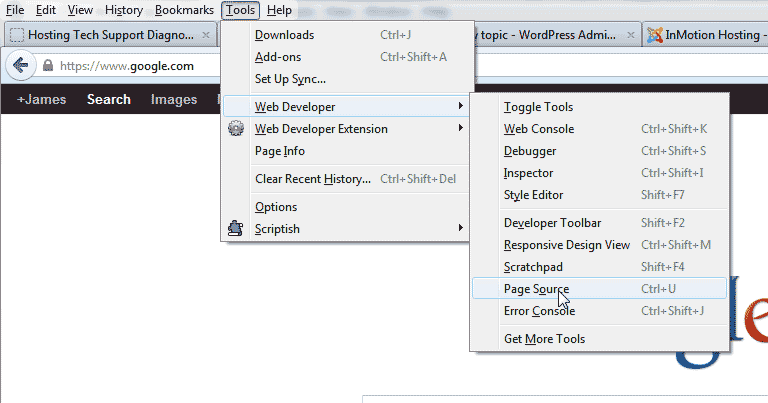 File Edit View History Bookmarks Tools Help
Hosting Tech Support Diagno... × y topic - WordPress Admi... × InMotion Hosting -
https://www.google.com
+James Search Images
Downloads Ctrl+J
Add-ons Ctrl+Shift+A
Set Up Sync...
Web Developer
Web Developer Extension
Page Info
Clear Recent History... Ctrl+Shift+Del
Options
Scriptish
Toggle Tools
Web Console Ctrl+Shift+K
Debugger Ctrl+Shift+S
Inspector Ctrl+Shift+I
Style Editor Shift+F7
Developer Toolbar Shift+F2
Responsive Design View Ctrl+Shift+M
Scratchpad Shift+F4
Page Source Ctrl+U
Error Console Ctrl+Shift+J
Get More Tools
gle